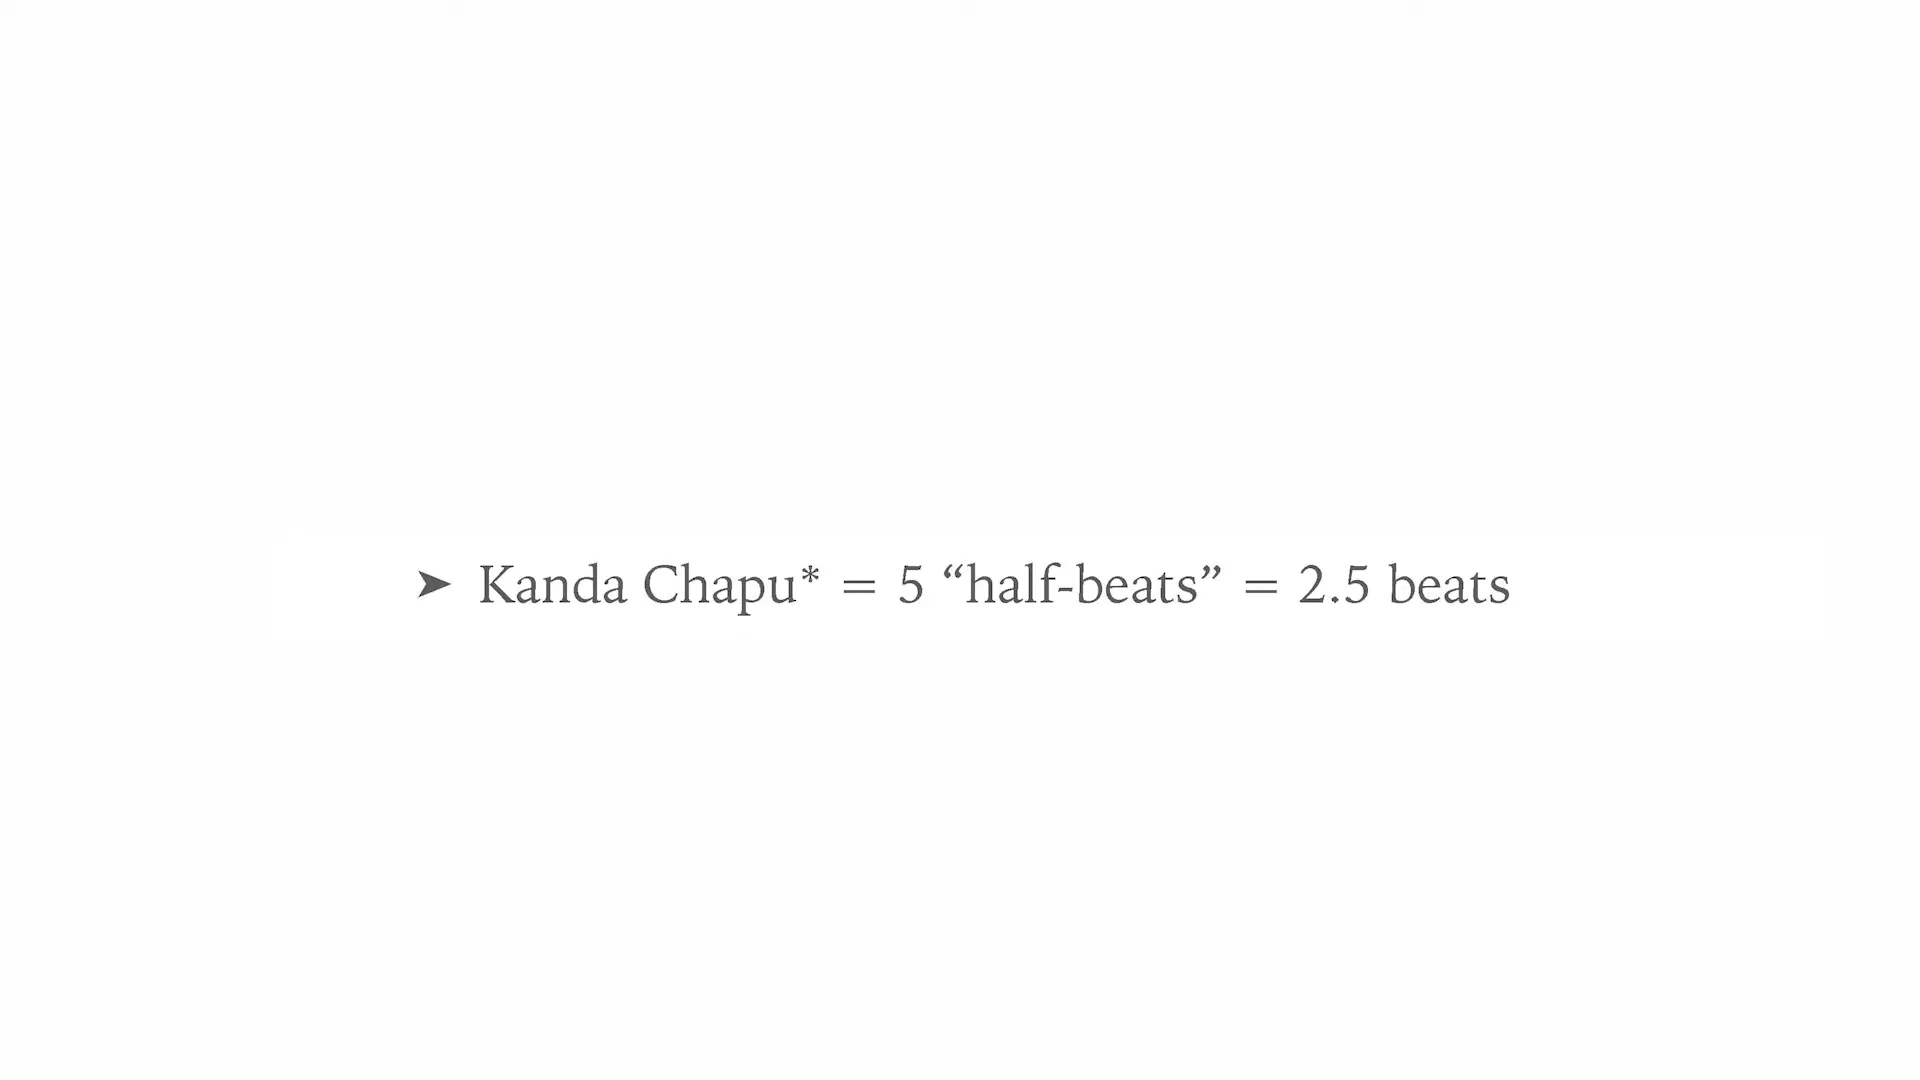 ➤ Kanda Chapu* = 5 “half-beats” = 2.5 beats